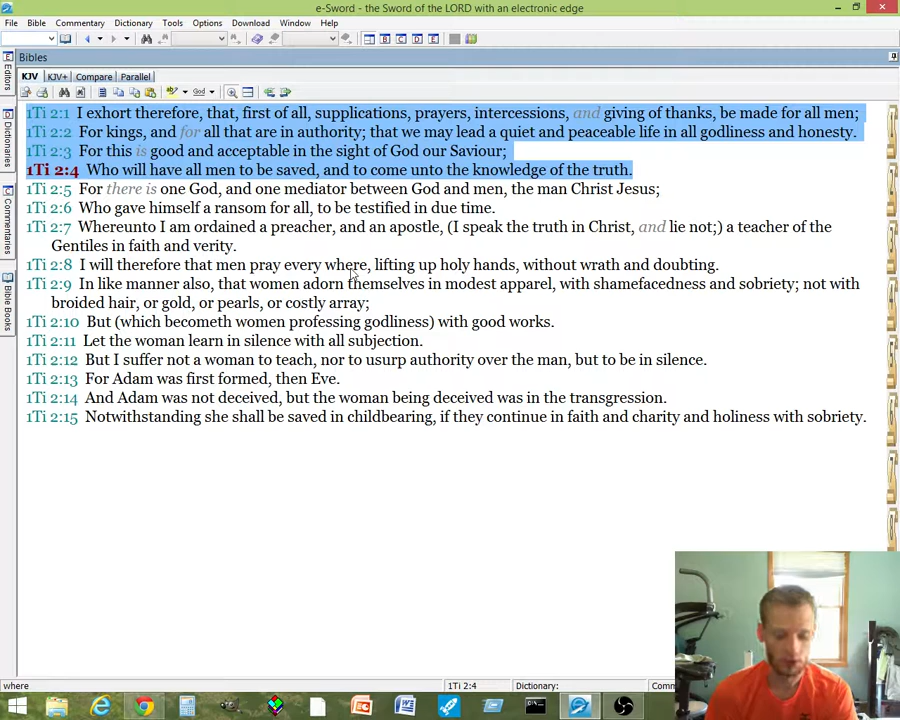 e-Sword - the Sword of the LORD with an electronic edge
File Bible Commentary Dictionary Tools Options Download Window Help
B C D E
Bibles
KJV KJV+ Compare Parallel
God
Editors
Dictionaries
Commentaries
Bible Books
1Ti 2:1 I exhort therefore, that, first of all, supplications, prayers, intercessions, and giving of thanks, be made for all men;
1Ti 2:2 For kings, and for all that are in authority; that we may lead a quiet and peaceable life in all godliness and honesty.
1Ti 2:3 For this is good and acceptable in the sight of God our Saviour;
1Ti 2:4 Who will have all men to be saved, and to come unto the knowledge of the truth.
1Ti 2:5 For there is one God, and one mediator between God and men, the man Christ Jesus;
1Ti 2:6 Who gave himself a ransom for all, to be testified in due time.
1Ti 2:7 Whereunto I am ordained a preacher, and an apostle, (I speak the truth in Christ, and lie not;) a teacher of the
Gentiles in faith and verity.
1Ti 2:8 I will therefore that men pray every where, lifting up holy hands, without wrath and doubting.
1Ti 2:9 In like manner also, that women adorn themselves in modest apparel, with shamefacedness and sobriety; not with
broided hair, or gold, or pearls, or costly array;
1Ti 2:10 But (which becometh women professing godliness) with good works.
1Ti 2:11 Let the woman learn in silence with all subjection.
1Ti 2:12 But I suffer not a woman to teach, nor to usurp authority over the man, but to be in silence.
1Ti 2:13 For Adam was first formed, then Eve.
1Ti 2:14 And Adam was not deceived, but the woman being deceived was in the transgression.
1Ti 2:15 Notwithstanding she shall be saved in childbearing, if they continue in faith and charity and holiness with sobriety.
where 1Ti 2:4 Dictionary: Comm